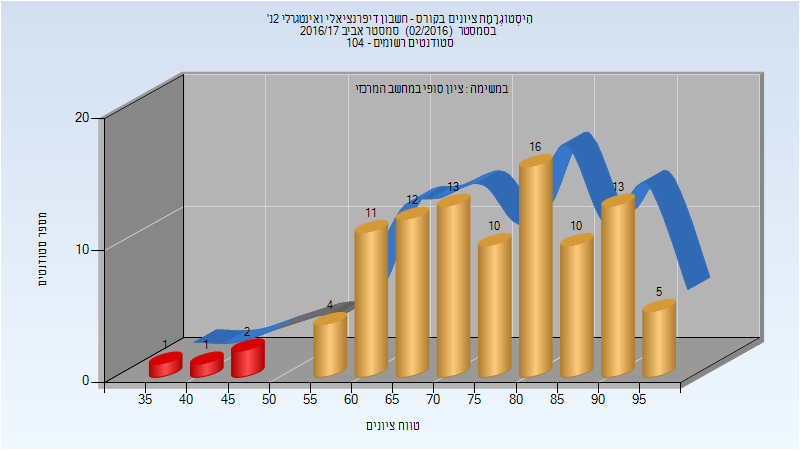 היסטוגרמת ציונים בקורס - חשבון דיפרנציאלי ואינטגרלי 2נ'
בסמסטר (02/2016) סמסטר אביב 2016/17
סטודנטים רשומים - 104
במשימה : ציון סופי במחשב המרכזי
20
10
0
מספר סטודנטים
1
1
2
4
11
12
13
10
16
10
13
5
35 40 45 50 55 60 65 70 75 80 85 90 95
טווח ציונים